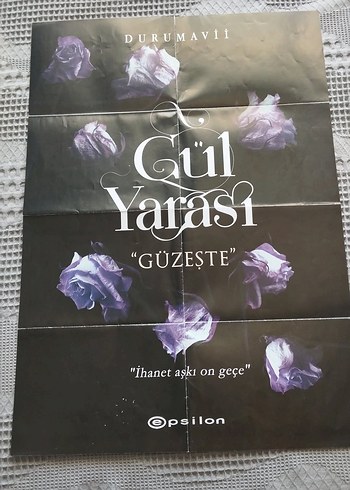 DURUMAVİİ
Gül
Yarası
"GÜZEŞTE"
"İhanet aşkı on geçe"
epsilon